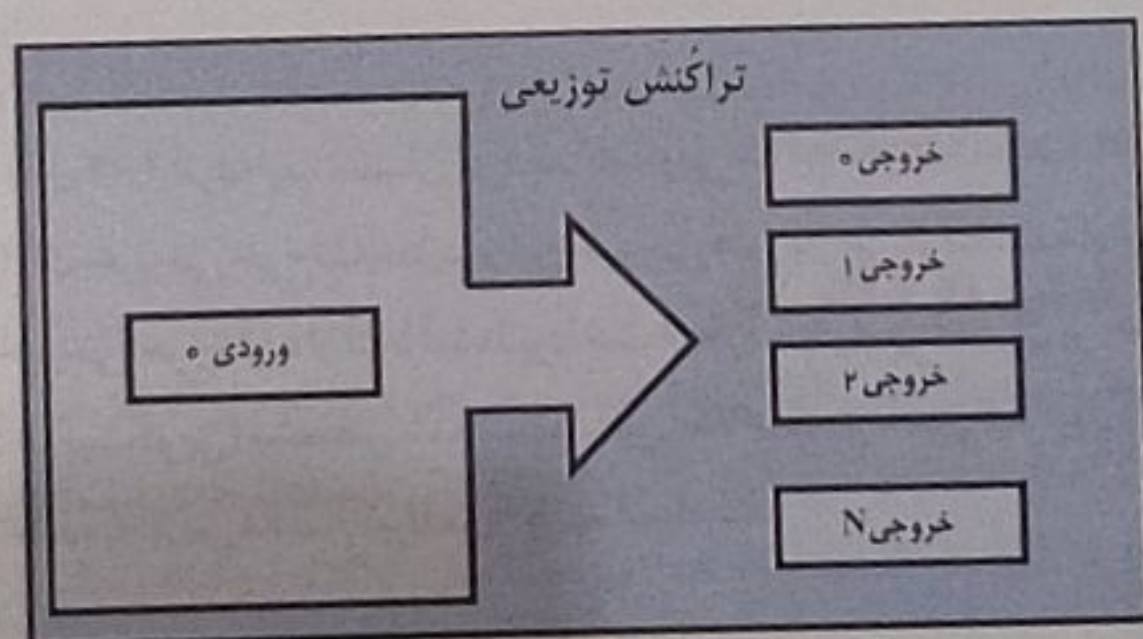 تراکُنش توزیعی
خروجی ۰
خروجی ۱
ورودی ۰
خروجی ۲
خروجی N